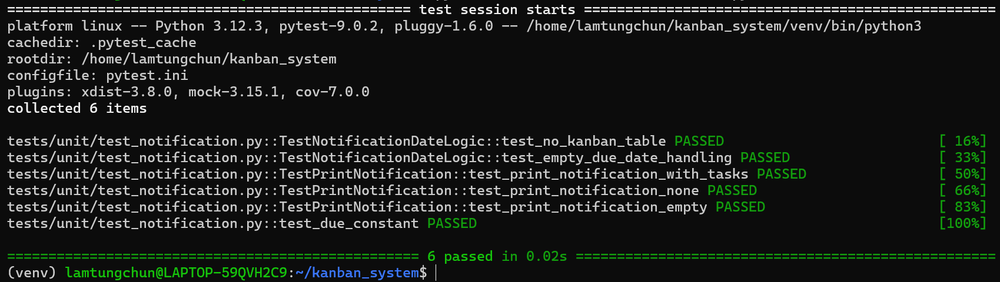 ================================================= test session starts ==================================================
platform linux -- Python 3.12.3, pytest-9.0.2, pluggy-1.6.0 -- /home/lamtungchun/kanban_system/venv/bin/python3
cachedir: .pytest_cache
rootdir: /home/lamtungchun/kanban_system
configfile: pytest.ini
plugins: xdist-3.8.0, mock-3.15.1, cov-7.0.0
collected 6 items
tests/unit/test_notification.py::TestNotificationDateLogic::test_no_kanban_table PASSED [ 16%]
tests/unit/test_notification.py::TestNotificationDateLogic::test_empty_due_date_handling PASSED [ 33%]
tests/unit/test_notification.py::TestPrintNotification::test_print_notification_with_tasks PASSED [ 50%]
tests/unit/test_notification.py::TestPrintNotification::test_print_notification_none PASSED [ 66%]
tests/unit/test_notification.py::TestPrintNotification::test_print_notification_empty PASSED [ 83%]
tests/unit/test_notification.py::test_due_constant PASSED [100%]
================================================== 6 passed in 0.02s ===================================================
(venv) lamtungchun@LAPTOP-59QVH2C9:~/kanban_system$